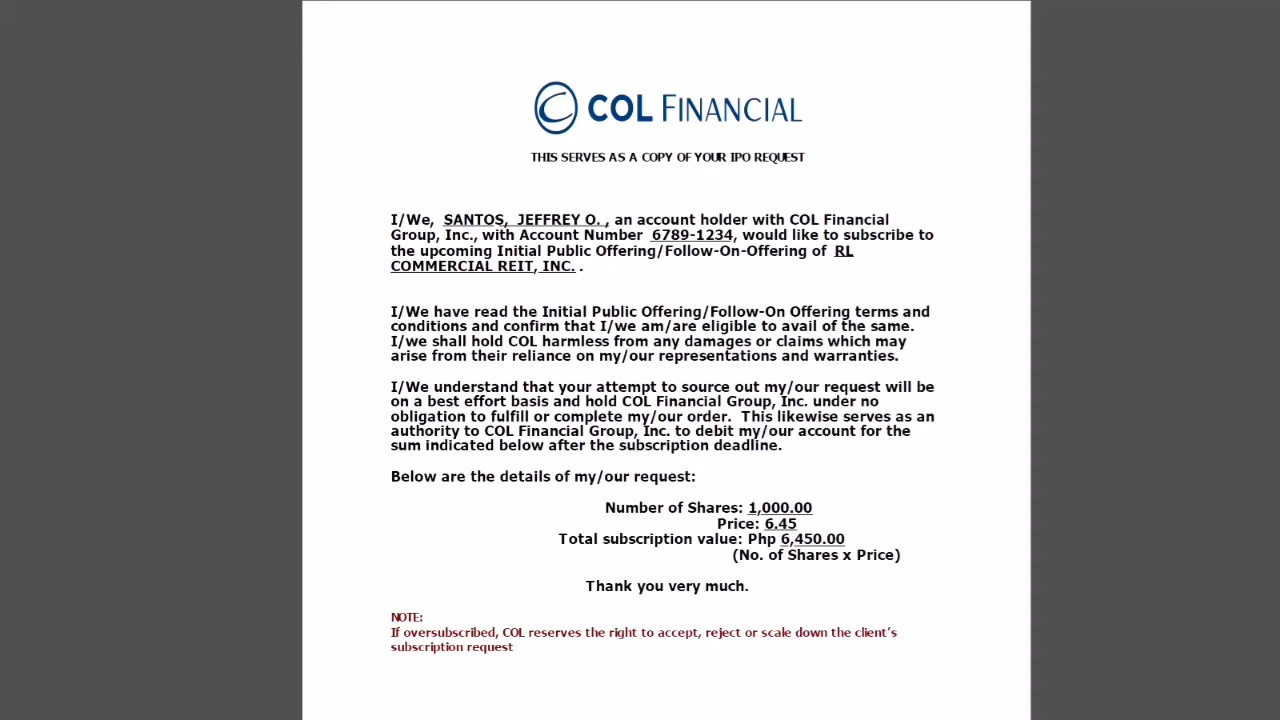 COL FINANCIAL
THIS SERVES AS A COPY OF YOUR IPO REQUEST
I/We, SANTOS, JEFFREY O. , an account holder with COL Financial
Group, Inc., with Account Number 6789-1234, would like to subscribe to
the upcoming Initial Public Offering/Follow-On-Offering of RL
COMMERCIAL REIT, INC. .
I/We have read the Initial Public Offering/Follow-On Offering terms and
conditions and confirm that I/we am/are eligible to avail of the same.
I/we shall hold COL harmless from any damages or claims which may
arise from their reliance on my/our representations and warranties.
I/We understand that your attempt to source out my/our request will be
on a best effort basis and hold COL Financial Group, Inc. under no
obligation to fulfill or complete my/our order. This likewise serves as an
authority to COL Financial Group, Inc. to debit my/our account for the
sum indicated below after the subscription deadline.
Below are the details of my/our request:
Number of Shares: 1,000.00
Price: 6.45
Total subscription value: Php 6,450.00
(No. of Shares x Price)
Thank you very much.
NOTE:
If oversubscribed, COL reserves the right to accept, reject or scale down the client’s
subscription request